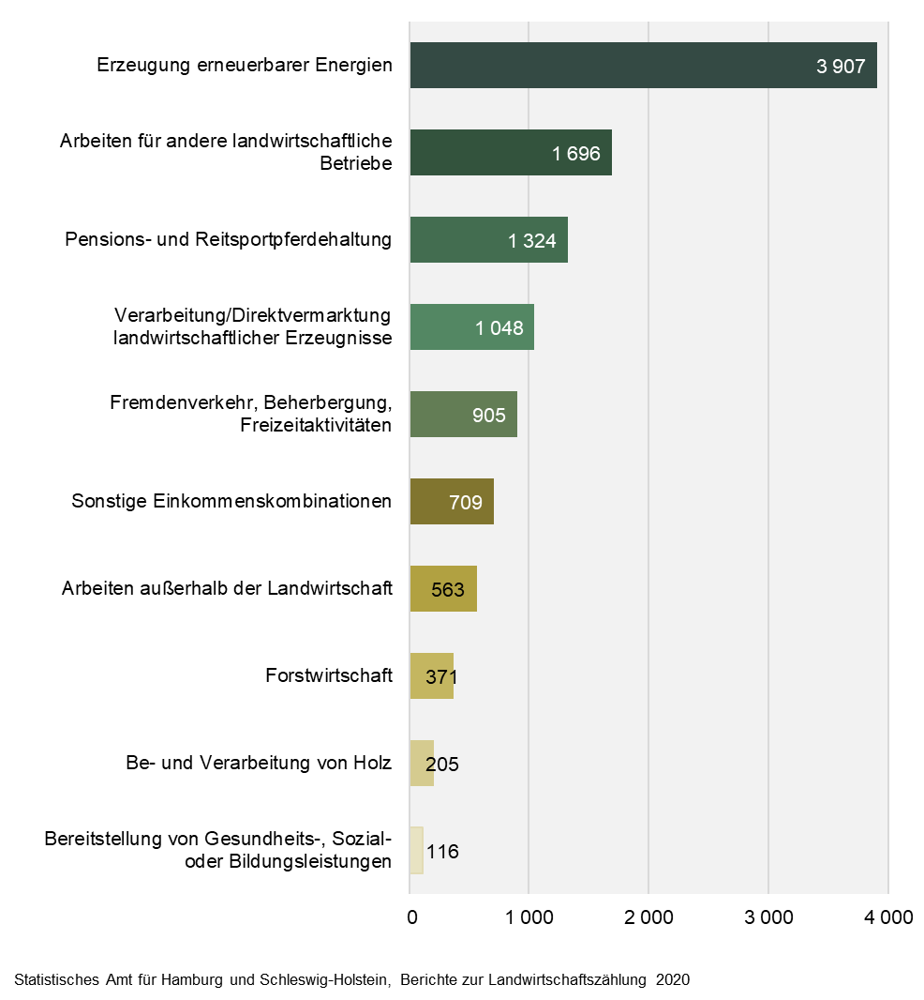 Erzeugung erneuerbarer Energien
3 907
Arbeiten für andere landwirtschaftliche
Betriebe
1 696
Pensions- und Reitsportpferdehaltung
1 324
Verarbeitung/Direktvermarktung
landwirtschaftlicher Erzeugnisse
1 048
Fremdenverkehr, Beherbergung,
Freizeitaktivitäten
905
Sonstige Einkommenskombinationen
709
Arbeiten außerhalb der Landwirtschaft
563
Forstwirtschaft
371
Be- und Verarbeitung von Holz
205
Bereitstellung von Gesundheits-, Sozial-
oder Bildungsleistungen
116
0 1 000 2 000 3 000 4 000
Statistisches Amt für Hamburg und Schleswig-Holstein, Berichte zur Landwirtschaftszählung 2020